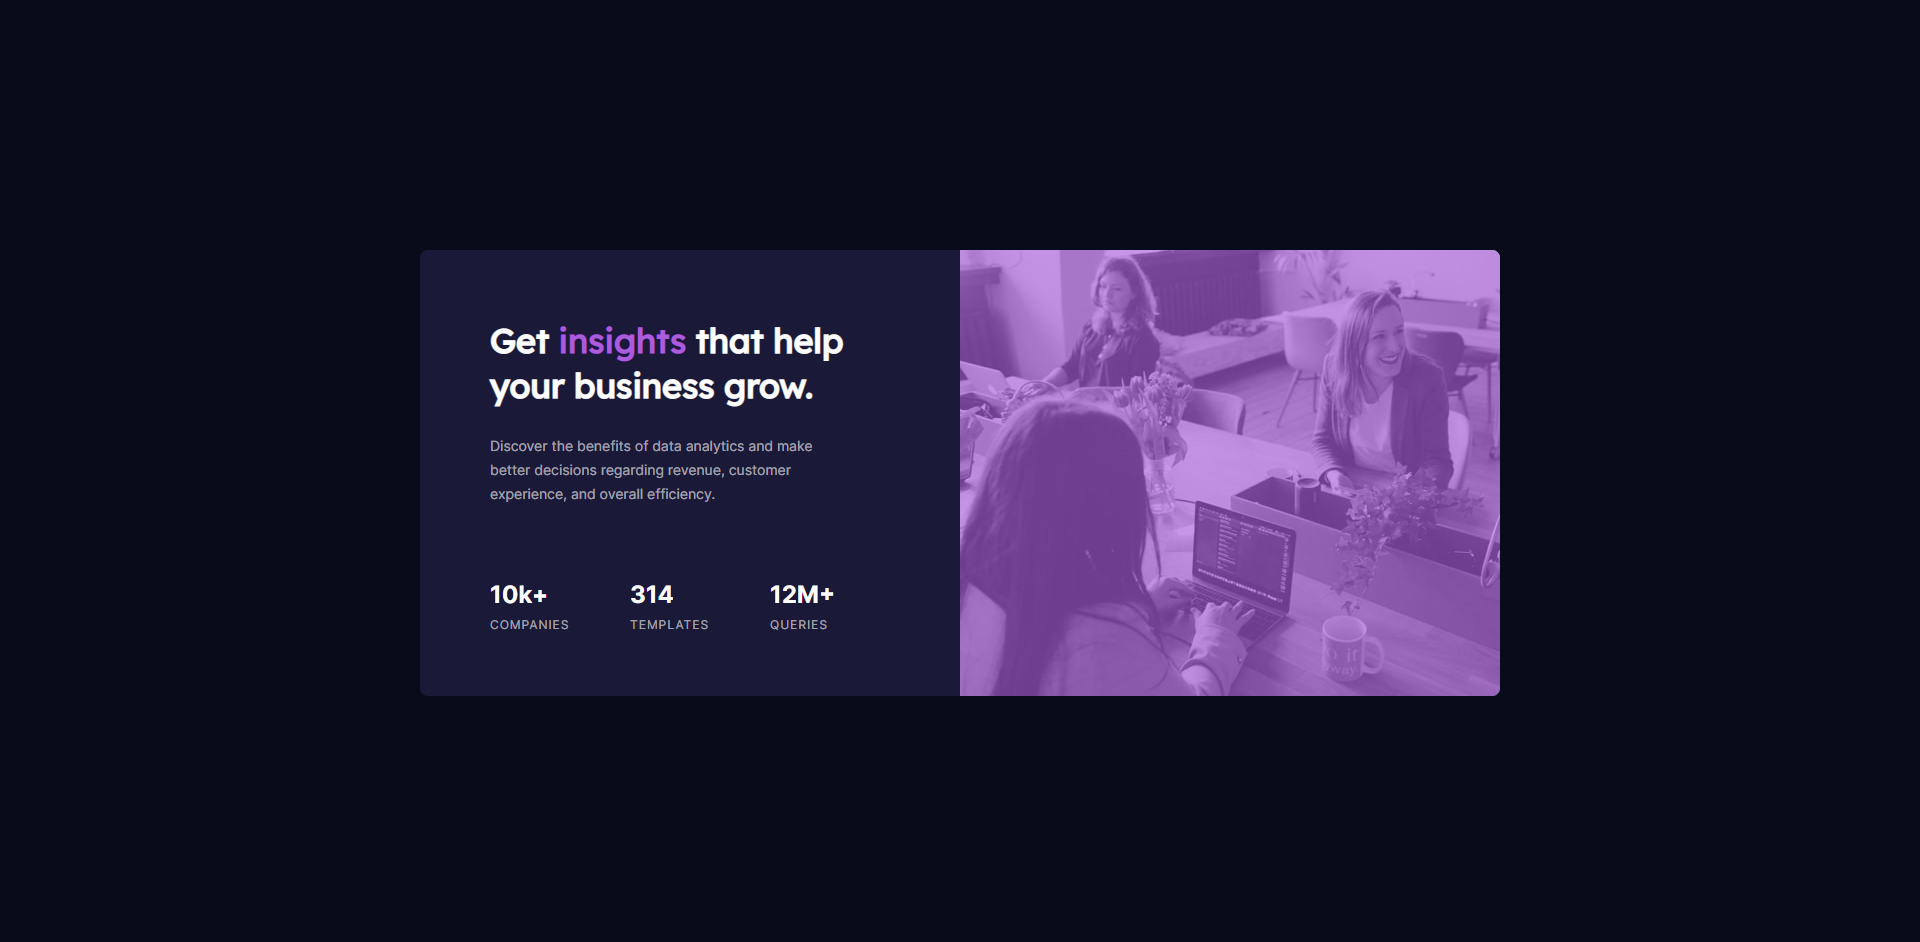 Get insights that help
your business grow.
Discover the benefits of data analytics and make
better decisions regarding revenue, customer
experience, and overall efficiency.
10k+ 314 12M+
COMPANIES TEMPLATES QUERIES